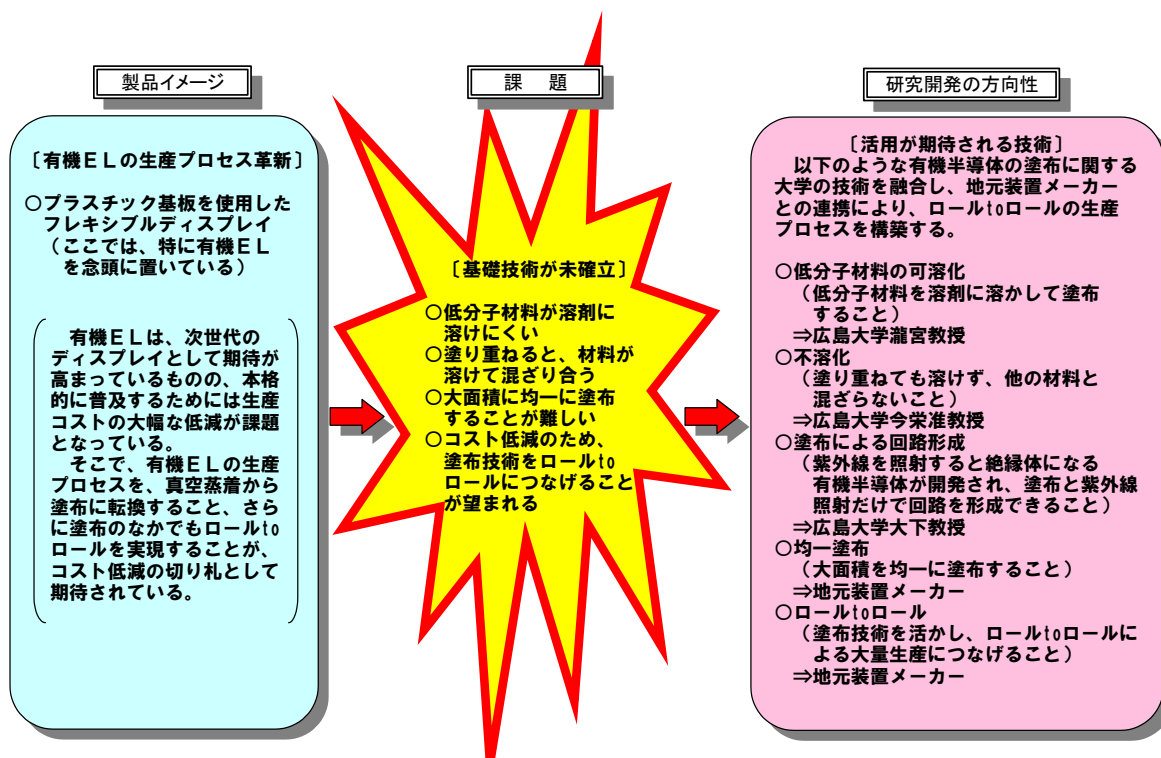 製品イメージ
〔有機ＥＬの生産プロセス革新〕
○プラスチック基板を使用した
フレキシブルディスプレイ
（ここでは、特に有機ＥＬ
を念頭に置いている）
有機ＥＬは、次世代の
ディスプレイとして期待が
高まっているものの、本格
的に普及するためには生産
コストの大幅な低減が課題
となっている。
そこで、有機ＥＬの生産
プロセスを、真空蒸着から
塗布に転換すること、さら
に塗布のなかでもロールto
ロールを実現することが、
コスト低減の切り札として
期待されている。
課　題
〔基礎技術が未確立〕
○低分子材料が溶剤に
溶けにくい
○塗り重ねると、材料が
溶けて混ざり合う
○大面積に均一に塗布
することが難しい
○コスト低減のため、
塗布技術をロールto
ロールにつなげること
が望まれる
研究開発の方向性
〔活用が期待される技術〕
以下のような有機半導体の塗布に関する
大学の技術を融合し、地元装置メーカー
との連携により、ロールtoロールの生産
プロセスを構築する。
○低分子材料の可溶化
（低分子材料を溶剤に溶かして塗布
すること）
⇒広島大学瀧宮教授
○不溶化
（塗り重ねても溶けず、他の材料と
混ざらないこと）
⇒広島大学今栄准教授
○塗布による回路形成
（紫外線を照射すると絶縁体になる
有機半導体が開発され、塗布と紫外線
照射だけで回路を形成できること）
⇒広島大学大下教授
○均一塗布
（大面積を均一に塗布すること）
⇒地元装置メーカー
○ロールtoロール
（塗布技術を活かし、ロールtoロールに
よる大量生産につなげること）
⇒地元装置メーカー